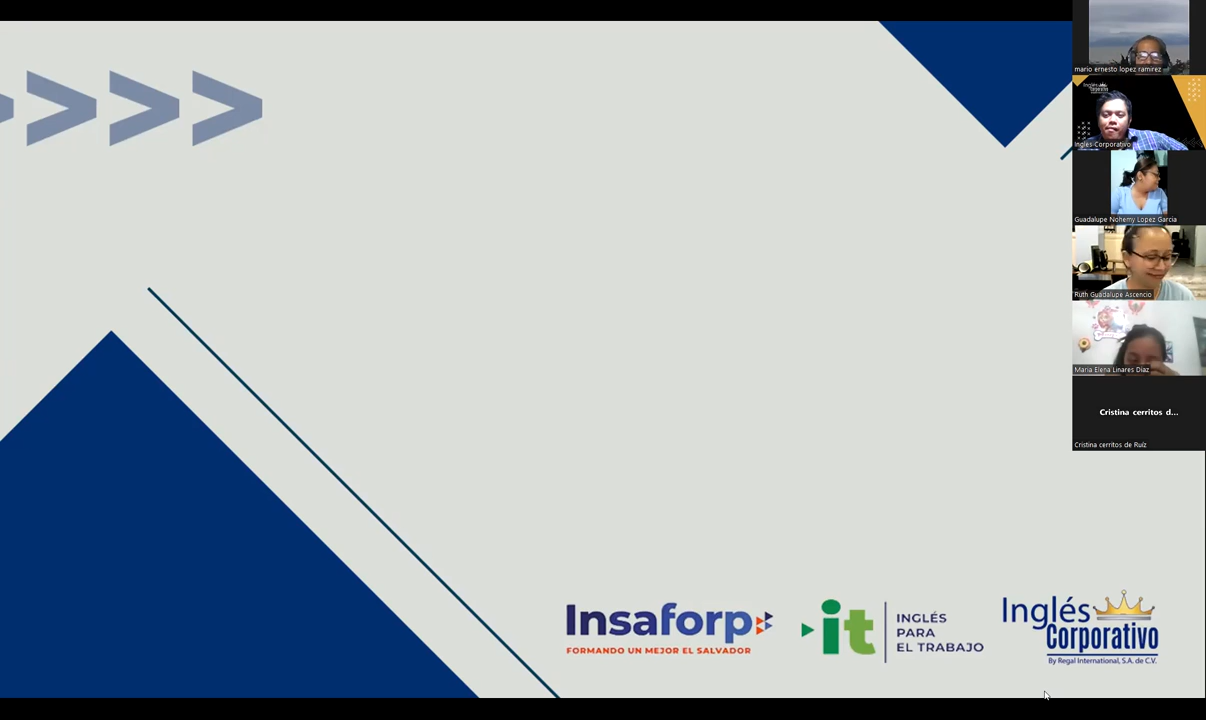 mario ernesto lopez ramirez
Inglés Corporativo
Guadalupe Nohemy Lopez Garcia
Ruth Guadalupe Ascencio
Maria Elena Linares Diaz
Cristina cerritos d...
Cristina cerritos de Ruíz
Insaforp
FORMANDO UN MEJOR EL SALVADOR
it
INGLÉS
PARA
EL TRABAJO
Inglés
Corporativo
By Regal International, S.A. de C.V.